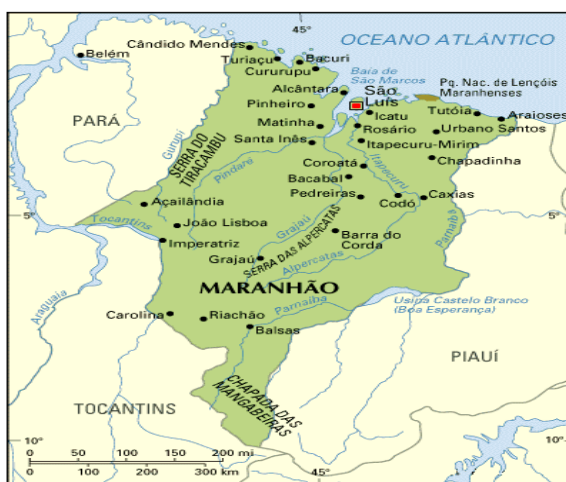 45°
OCEANO ATLÂNTICO
Belém
Cândido Mendes
Turiaçu
Bacuri
Cururupu
Baía de
São Marcos
Pq. Nac. de Lençóis
Maranhenses
Alcântara
São
Luís
PARÁ
Pinheiro
Icatu
Tutóia
Araioses
Matinha
Rosário
Urbano Santos
Gurupi
SERRA DO
TIRACAMBU
Santa Inês
Itapecuru-Mirim
Pindaré
Coroatá
Itapecuru
Chapadinha
Bacabal
Açailândia
Pedreiras
Codó
Caxias
5°
5°
Tocantins
João Lisboa
Grajaú
Parnaíba
Imperatriz
SERRA DAS ALPERCATAS
Barra do
Corda
Grajaú
Alpercatas
Araguaia
MARANHÃO
Parnaíba
Usina Castelo Branco
(Boa Esperança)
Carolina
Riachão
Balsas
PIAUÍ
CHAPADA DAS
MANGABEIRAS
TOCANTINS
10°
10°
0 50 100 150 200 mi
0 100 200 300 km
45°